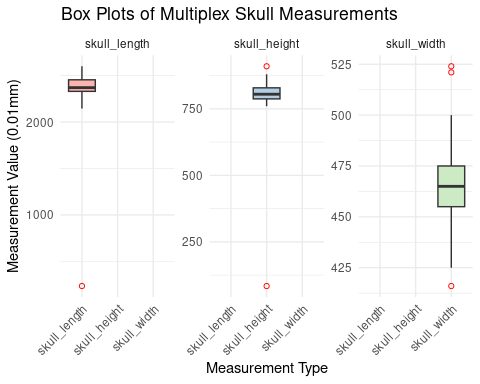 Box Plots of Multiplex Skull Measurements
skull_length
skull_height
skull_width
Measurement Value (0.01mm)
2000
1000
750
500
250
525
500
475
450
425
skull_length
skull_height
skull_width
skull_length
skull_height
skull_width
skull_length
skull_height
skull_width
Measurement Type